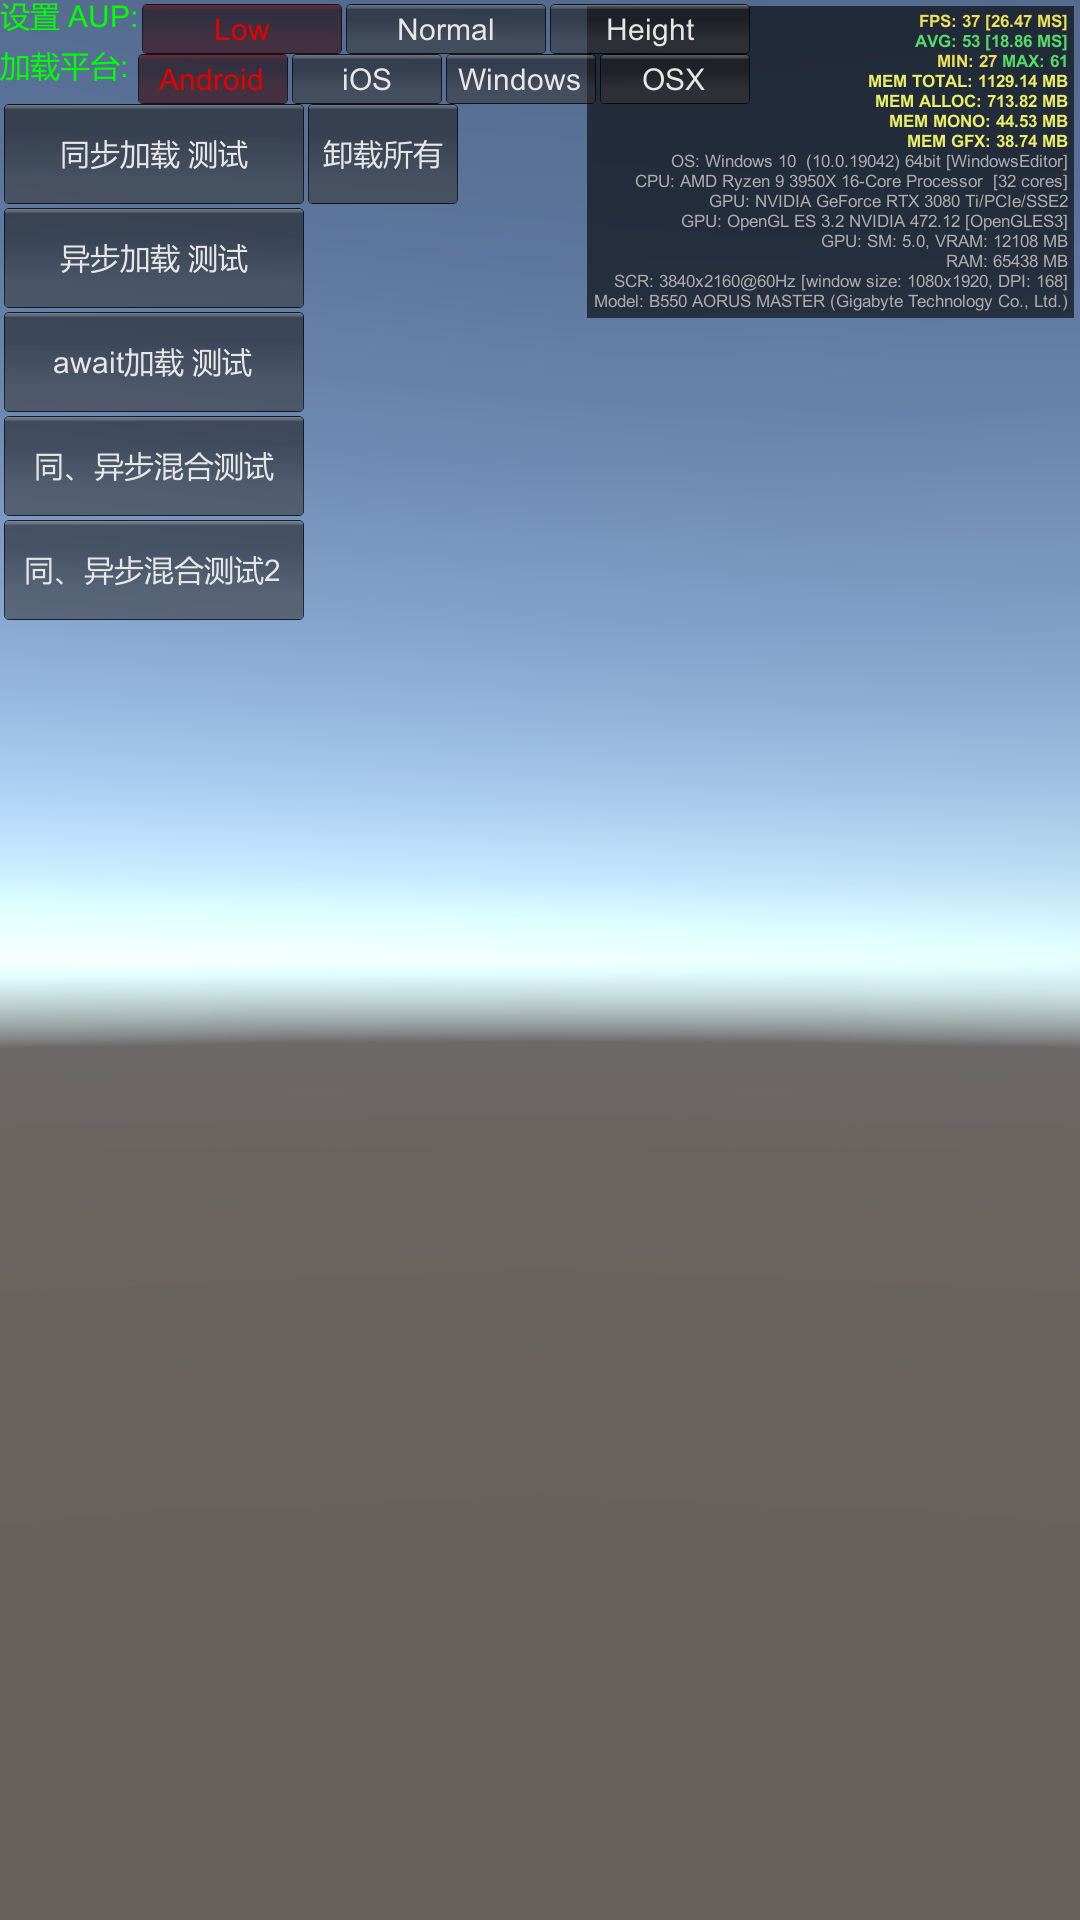 设置 AUP: Low Normal Height
加载平台: Android iOS Windows OSX
同步加载 测试 卸载所有
异步加载 测试
await加载 测试
同、异步混合测试
同、异步混合测试2
FPS: 37 [26.47 MS]
AVG: 53 [18.86 MS]
MIN: 27 MAX: 61
MEM TOTAL: 1129.14 MB
MEM ALLOC: 713.82 MB
MEM MONO: 44.53 MB
MEM GFX: 38.74 MB
OS: Windows 10  (10.0.19042) 64bit [WindowsEditor]
CPU: AMD Ryzen 9 3950X 16-Core Processor  [32 cores]
GPU: NVIDIA GeForce RTX 3080 Ti/PCIe/SSE2
GPU: OpenGL ES 3.2 NVIDIA 472.12 [OpenGLES3]
GPU: SM: 5.0, VRAM: 12108 MB
RAM: 65438 MB
SCR: 3840x2160@60Hz [window size: 1080x1920, DPI: 168]
Model: B550 AORUS MASTER (Gigabyte Technology Co., Ltd.)